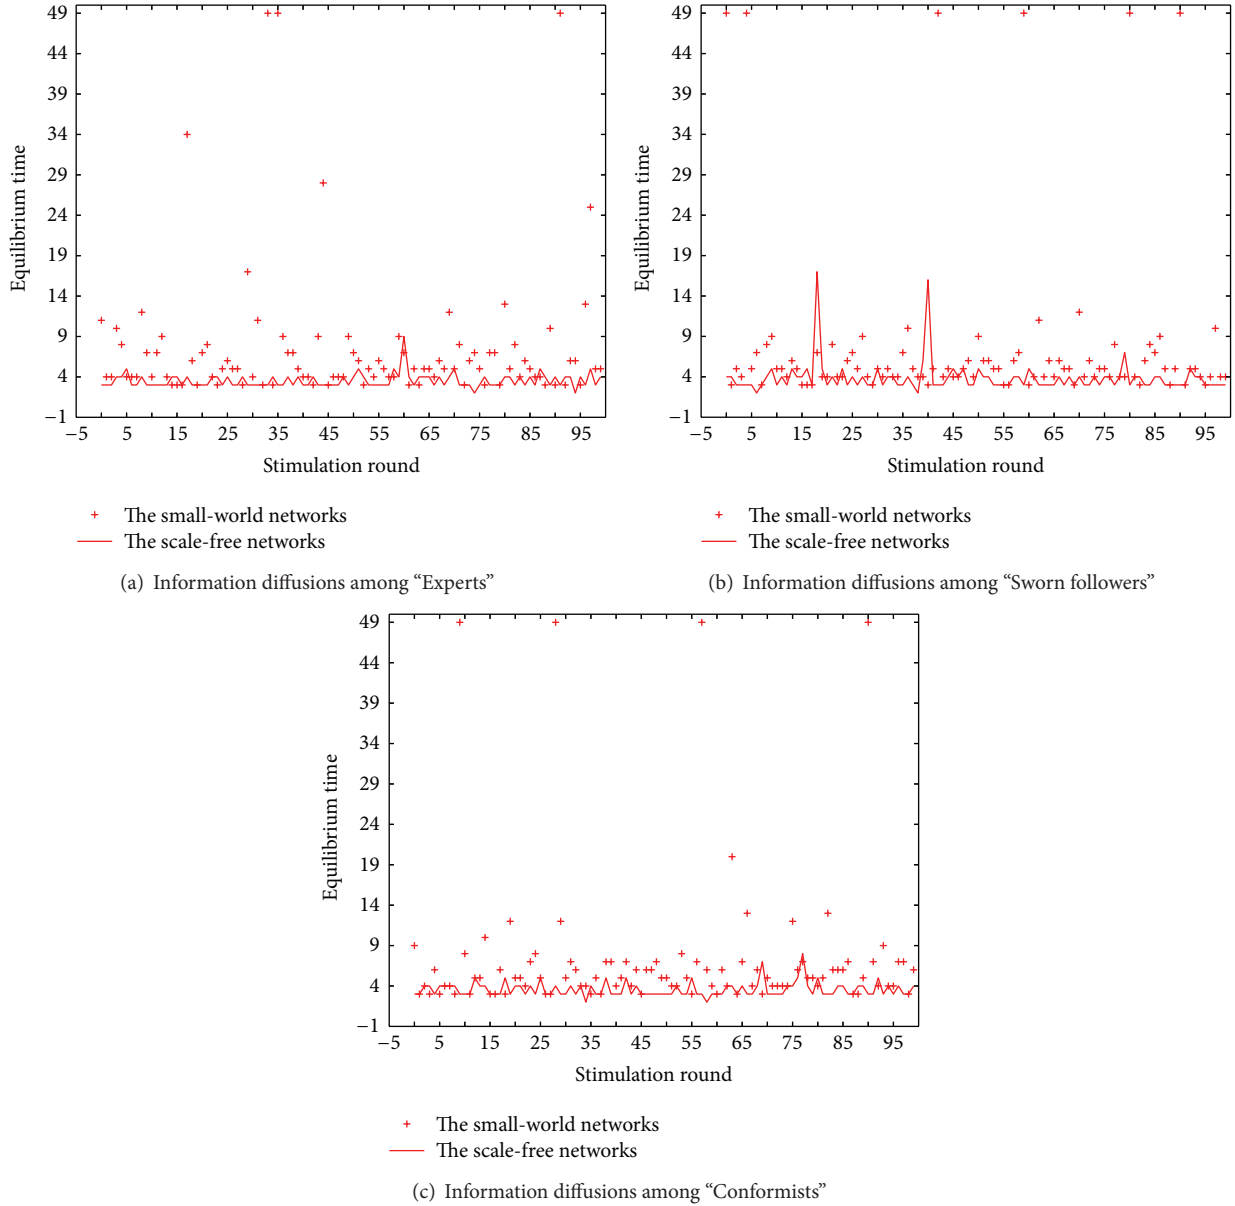 49
44
39
34
29
24
19
14
9
4
−1
Equilibrium time
−5 5 15 25 35 45 55 65 75 85 95
Stimulation round
The small-world networks
The scale-free networks
(a) Information diffusions among “Experts”
49
44
39
34
29
24
19
14
9
4
−1
Equilibrium time
−5 5 15 25 35 45 55 65 75 85 95
Stimulation round
The small-world networks
The scale-free networks
(b) Information diffusions among “Sworn followers”
49
44
39
34
29
24
19
14
9
4
−1
Equilibrium time
−5 5 15 25 35 45 55 65 75 85 95
Stimulation round
The small-world networks
The scale-free networks
(c) Information diffusions among “Conformists”